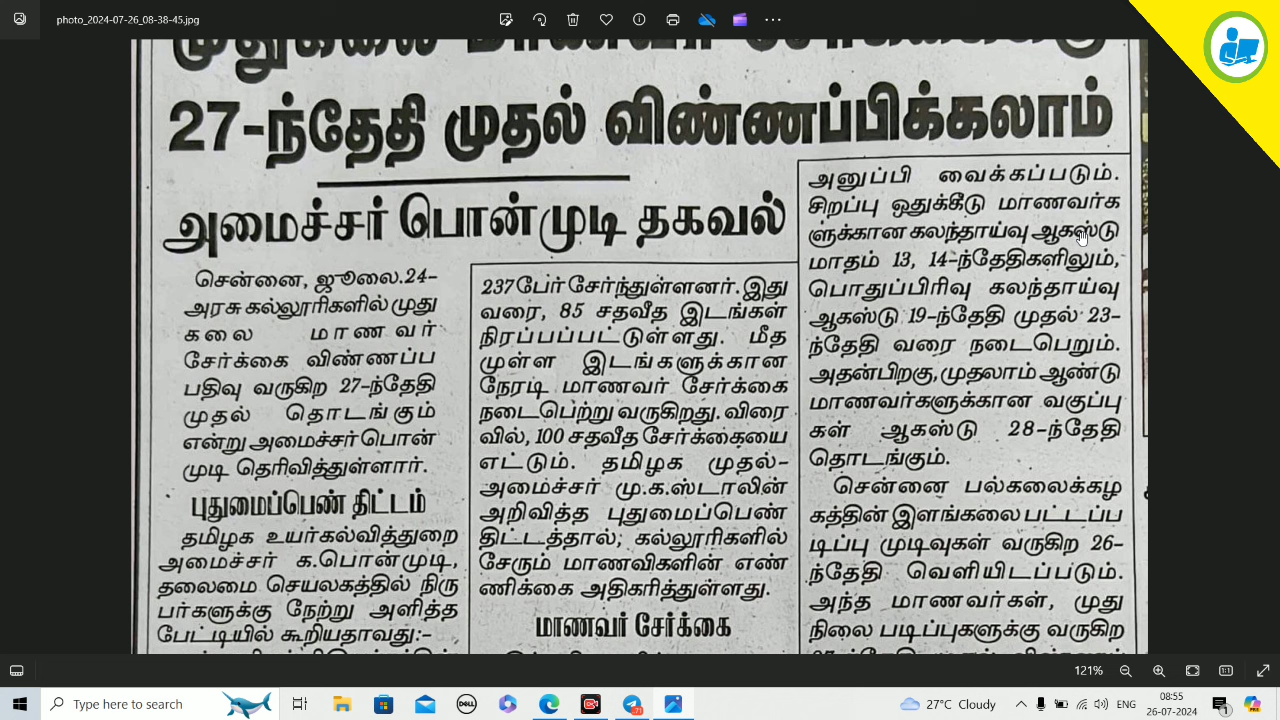 photo_2024-07-26_08-38-45.jpg
முதுகலை மாணவர் சேர்க்கைக்கு
27-ந்தேதி முதல் விண்ணப்பிக்கலாம்
அமைச்சர் பொன்முடி தகவல்
சென்னை, ஜூலை.24-
அரசு கல்லூரிகளில் முது
கலை மாணவர்
சேர்க்கை விண்ணப்ப
பதிவு வருகிற 27-ந்தேதி
முதல் தொடங்கும்
என்று அமைச்சர் பொன்
முடி தெரிவித்துள்ளார்.
புதுமைப்பெண் திட்டம்
தமிழக உயர்கல்வித்துறை
அமைச்சர் க.பொன்முடி,
தலைமை செயலகத்தில் நிரு
பர்களுக்கு நேற்று அளித்த
பேட்டியில் கூறியதாவது:-
237 பேர் சேர்ந்துள்ளனர். இது
வரை, 85 சதவீத இடங்கள்
நிரப்பப்பட்டுள்ளது. மீத
முள்ள இடங்களுக்கான
நேரடி மாணவர் சேர்க்கை
நடைபெற்று வருகிறது. விரை
வில், 100 சதவீத சேர்க்கையை
எட்டும். தமிழக முதல்-
அமைச்சர் மு.க.ஸ்டாலின்
அறிவித்த புதுமைப்பெண்
திட்டத்தால்; கல்லூரிகளில்
சேரும் மாணவிகளின் எண்
ணிக்கை அதிகரித்துள்ளது.
மாணவர் சேர்க்கை
அனுப்பி வைக்கப்படும்.
சிறப்பு ஒதுக்கீடு மாணவர்க
ளுக்கான கலந்தாய்வு ஆகஸ்டு
மாதம் 13, 14-ந்தேதிகளிலும்,
பொதுப்பிரிவு கலந்தாய்வு
ஆகஸ்டு 19-ந்தேதி முதல் 23-
ந்தேதி வரை நடைபெறும்.
அதன்பிறகு, முதலாம் ஆண்டு
மாணவர்களுக்கான வகுப்பு
கள் ஆகஸ்டு 28-ந்தேதி
தொடங்கும்.
சென்னை பல்கலைக்கழ
கத்தின் இளங்கலை பட்டப்ப
டிப்பு முடிவுகள் வருகிற 26-
ந்தேதி வெளியிடப்படும்.
அந்த மாணவர்கள், முது
நிலை படிப்புகளுக்கு வருகிற
121%
Type here to search
DELL
71
27°C Cloudy
ENG
08:55
26-07-2024
1
PRE